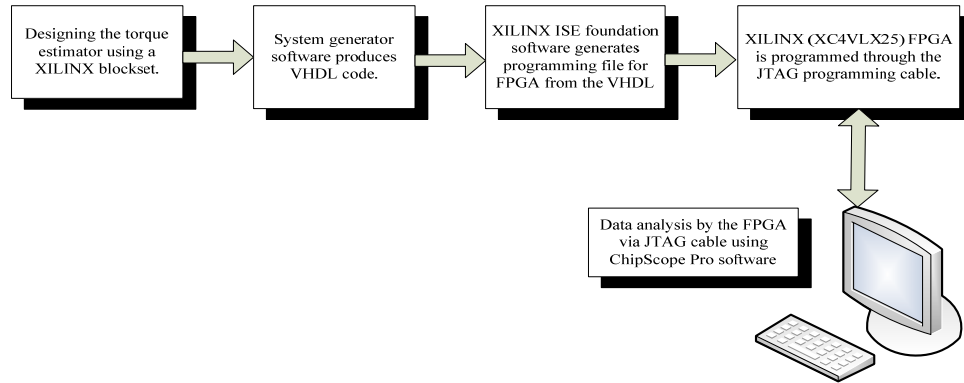 Designing the torque
estimator using a
XILINX blockset.
System generator
software produces
VHDL code.
XILINX ISE foundation
software generates
programming file for
FPGA from the VHDL
XILINX (XC4VLX25) FPGA
is programmed through the
JTAG programming cable.
Data analysis by the FPGA
via JTAG cable using
ChipScope Pro software